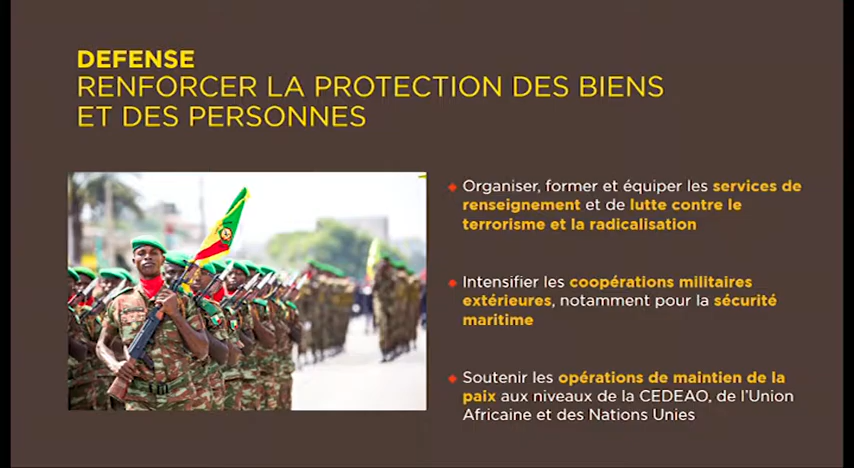 DEFENSE
RENFORCER LA PROTECTION DES BIENS
ET DES PERSONNES
Organiser, former et équiper les services de
renseignement et de lutte contre le
terrorisme et la radicalisation
Intensifier les coopérations militaires
extérieures, notamment pour la sécurité
maritime
Soutenir les opérations de maintien de la
paix aux niveaux de la CEDEAO, de l'Union
Africaine et des Nations Unies